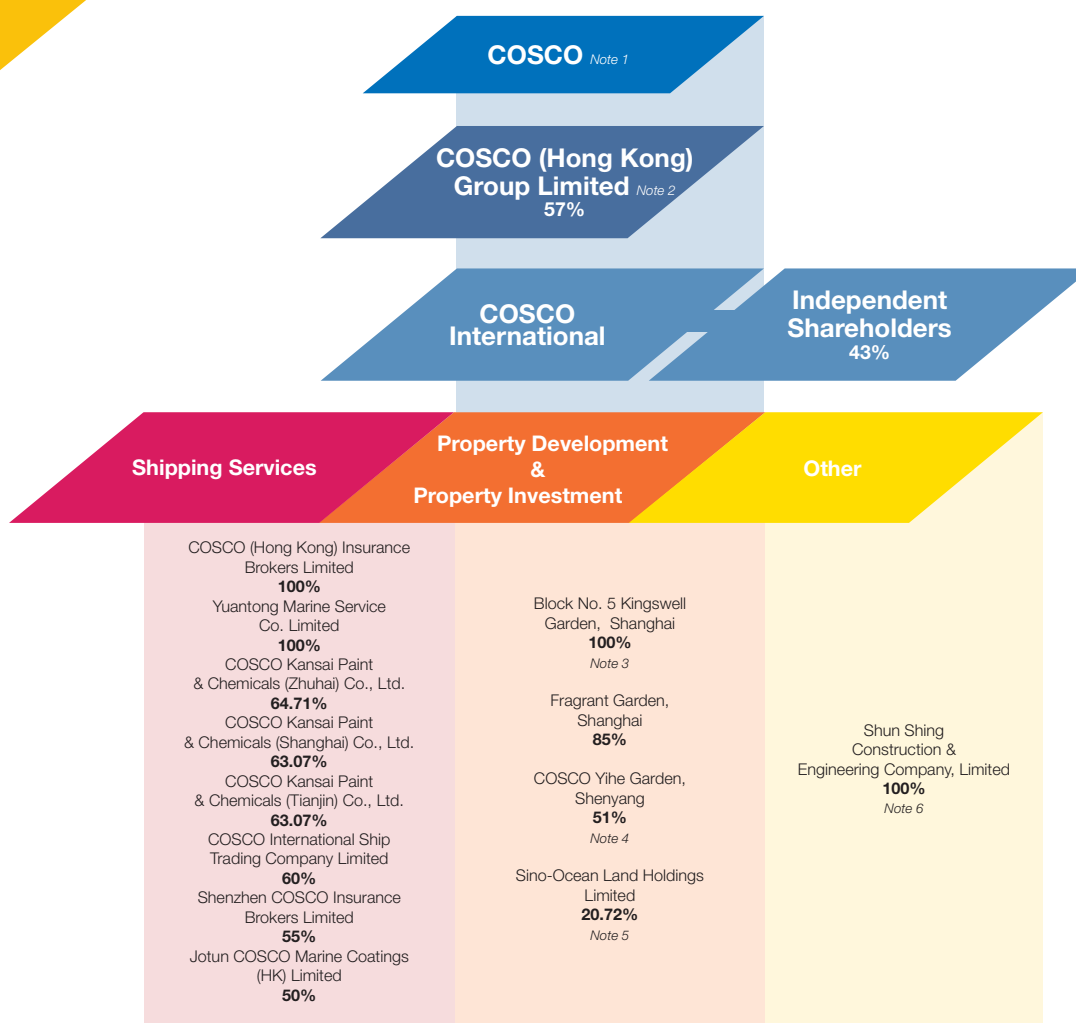 COSCO Note 1
COSCO (Hong Kong)
Group Limited Note 2
57%
COSCO
International
Independent
Shareholders
43%
Shipping Services
Property Development
&
Property Investment
Other
COSCO (Hong Kong) Insurance
Brokers Limited
100%
Yuantong Marine Service
Co. Limited
100%
COSCO Kansai Paint
& Chemicals (Zhuhai) Co., Ltd.
64.71%
COSCO Kansai Paint
& Chemicals (Shanghai) Co., Ltd.
63.07%
COSCO Kansai Paint
& Chemicals (Tianjin) Co., Ltd.
63.07%
COSCO International Ship
Trading Company Limited
60%
Shenzhen COSCO Insurance
Brokers Limited
55%
Jotun COSCO Marine Coatings
(HK) Limited
50%
Block No. 5 Kingswell
Garden, Shanghai
100%
Note 3
Fragrant Garden,
Shanghai
85%
COSCO Yihe Garden,
Shenyang
51%
Note 4
Sino-Ocean Land Holdings
Limited
20.72%
Note 5
Shun Shing
Construction &
Engineering Company, Limited
100%
Note 6